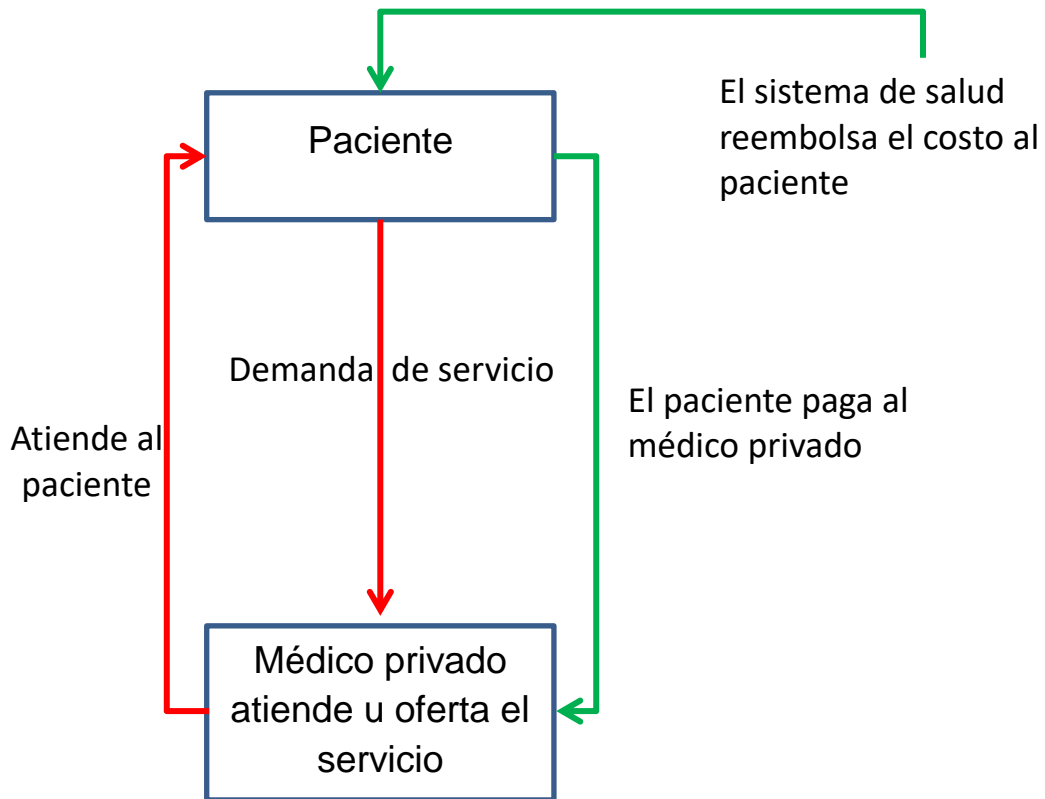 El sistema de salud
reembolsa el costo al
paciente
Paciente
Demanda de servicio
El paciente paga al
médico privado
Atiende al
paciente
Médico privado
atiende u oferta el
servicio